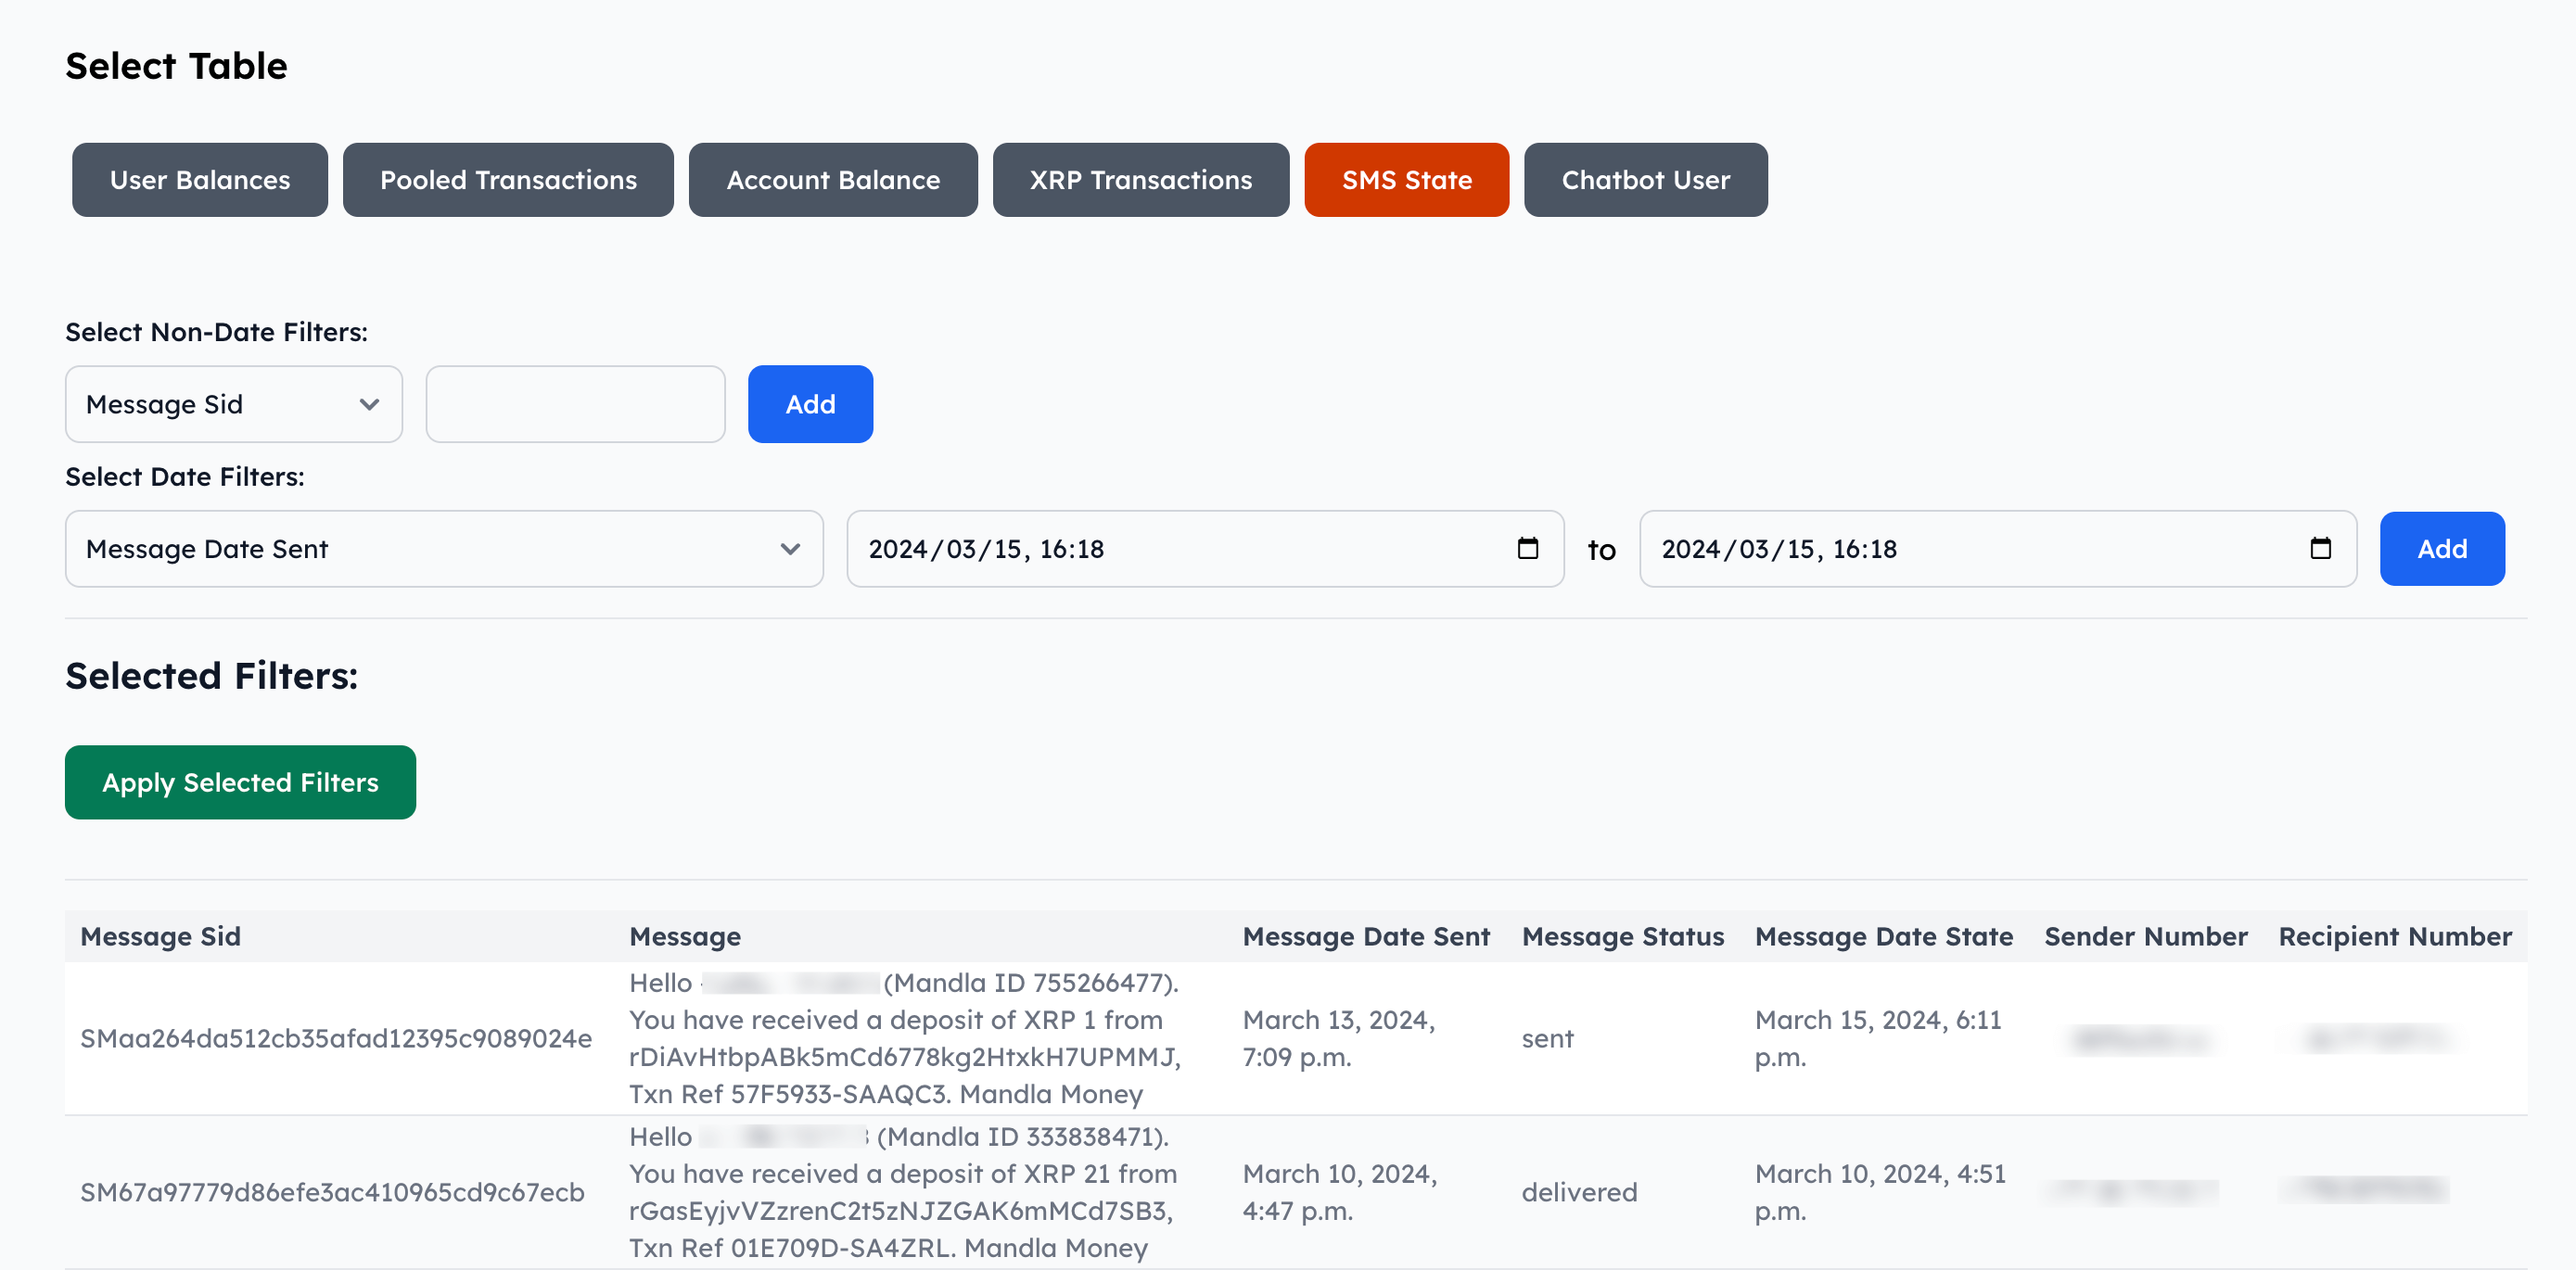 Select Table
User Balances Pooled Transactions Account Balance XRP Transactions SMS State Chatbot User
Select Non-Date Filters:
Message Sid Add
Select Date Filters:
Message Date Sent 2024/03/15, 16:18 to 2024/03/15, 16:18 Add
Selected Filters:
Apply Selected Filters
Message Sid Message Message Date Sent Message Status Message Date State Sender Number Recipient Number
Hello (Mandla ID 755266477).
You have received a deposit of XRP 1 from March 13, 2024, March 15, 2024, 6:11
SMaa264da512cb35afad12395c9089024e sent
rDiAvHtbpABk5mCd6778kg2HtxkH7UPMMJ, 7:09 p.m. p.m.
Txn Ref 57F5933-SAAQC3. Mandla Money
Hello (Mandla ID 333838471).
You have received a deposit of XRP 21 from March 10, 2024, March 10, 2024, 4:51
SM67a97779d86efe3ac410965cd9c67ecb delivered
rGasEyjvVZzrenC2t5zNJZGAK6mMCd7SB3, 4:47 p.m. p.m.
Txn Ref 01E709D-SA4ZRL. Mandla Money